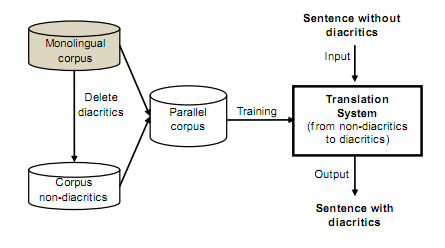 Monolingual
corpus
Delete
diacritics
Corpus
non-diacritics
Parallel
corpus
Training
Sentence without
diacritics
Input
Translation
System
(from non-diacritics
to diacritics)
Output
Sentence with
diacritics